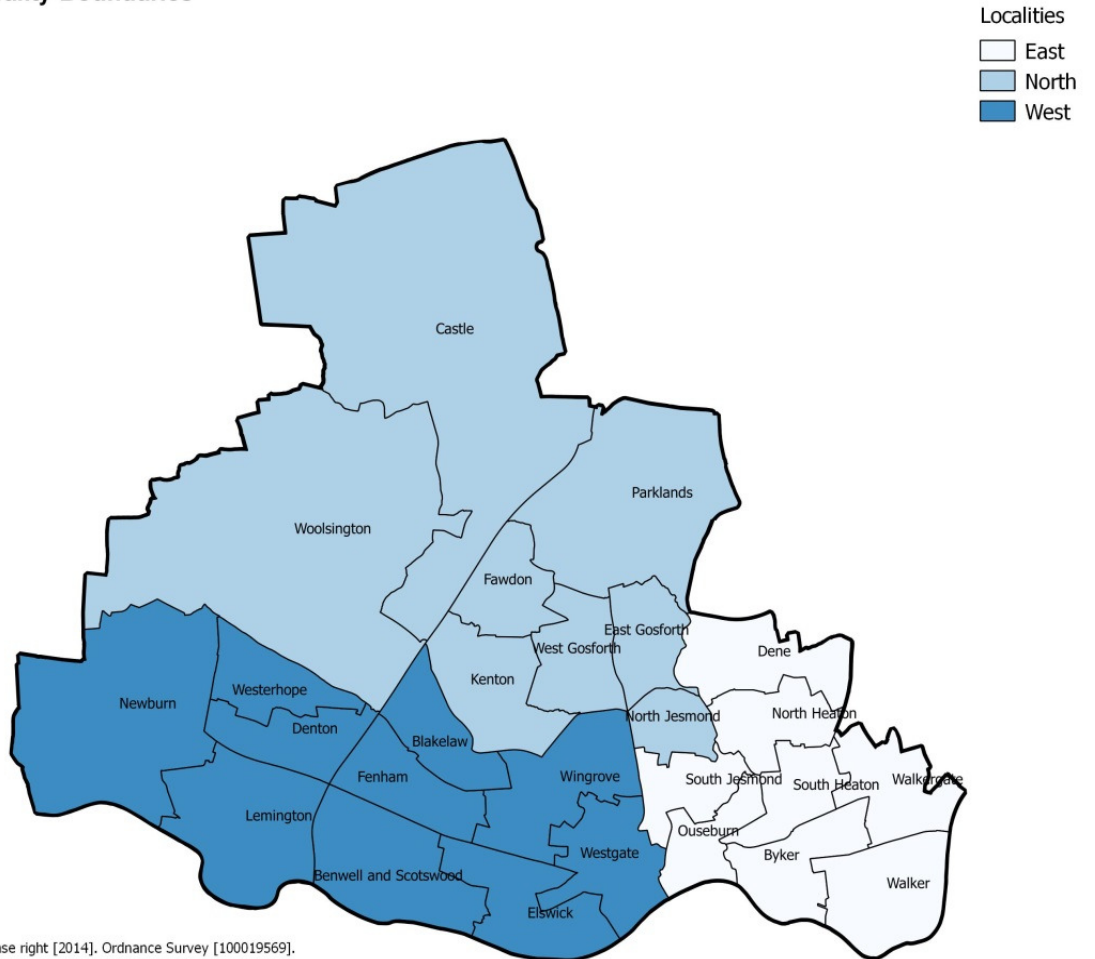 Boundaries
Localities
East
North
West
Castle
Parklands
Woolsington
Fawdon
East Gosforth
West Gosforth
Dene
Kenton
Westerhope
Newburn
North Jesmond
North Heaton
Denton
Blakelaw
Fenham
Wingrove
South Jesmond
South Heaton
Walkergate
Lemington
Ouseburn
Westgate
Byker
Benwell and Scotswood
Walker
Elswick
right [2014]. Ordnance Survey [100019569].